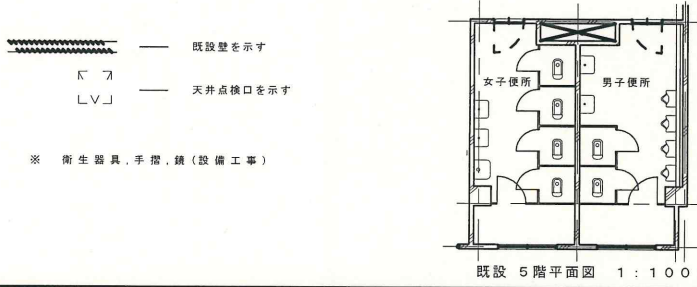 既設壁を示す
天井点検口を示す
※ 衛生器具,手摺,鏡(設備工事)
女子便所
男子便所
既設 5階平面図 1:100